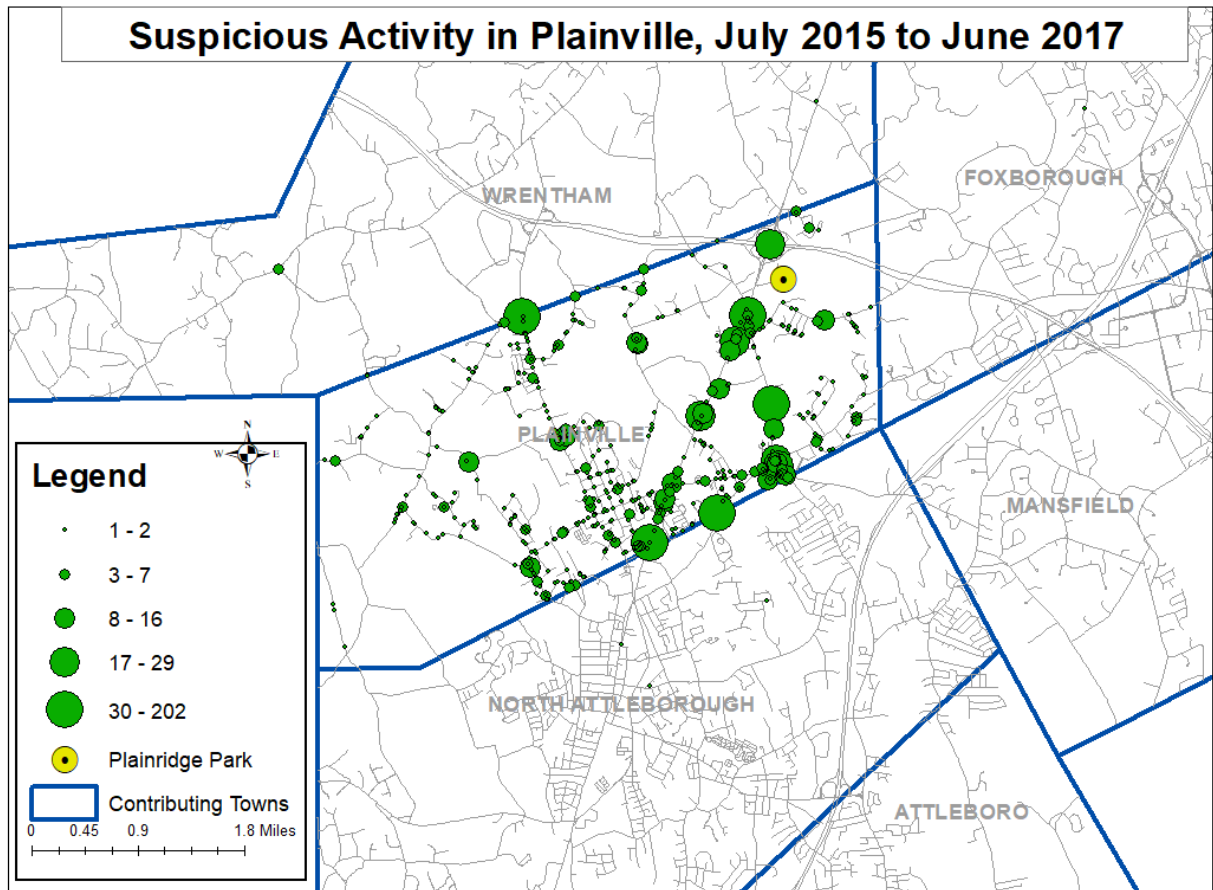 Suspicious Activity in Plainville, July 2015 to June 2017
FOXBOROUGH
WRENTHAM
PLAINVILLE
MANSFIELD
NORTH ATTLEBOROUGH
ATTLEBORO
N
W E
S
Legend
1 - 2
3 - 7
8 - 16
17 - 29
30 - 202
Plainridge Park
Contributing Towns
0 0.45 0.9 1.8 Miles